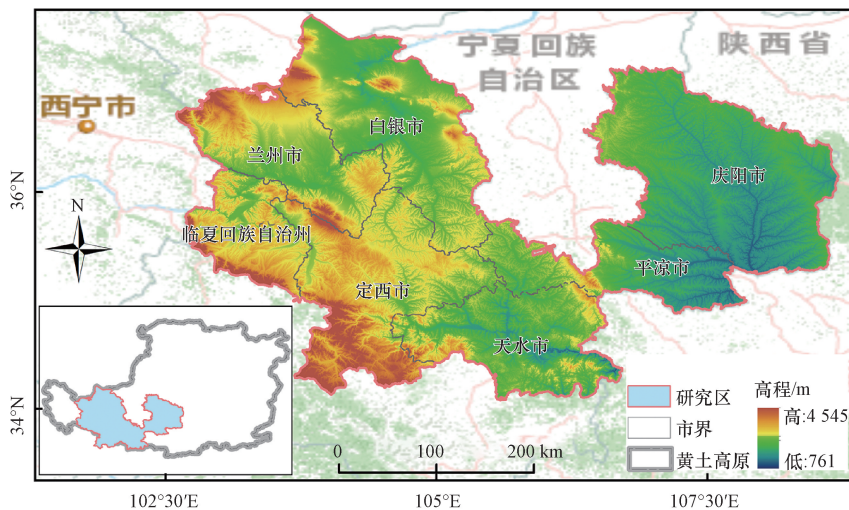 宁夏回族
自治区
陕西省
西宁市
白银市
兰州市
庆阳市
临夏回族自治州
平凉市
定西市
天水市
36°N
34°N
N
研究区
市界
黄土高原
高程/m
高:4 545
低:761
0 100 200 km
102°30′E 105°E 107°30′E